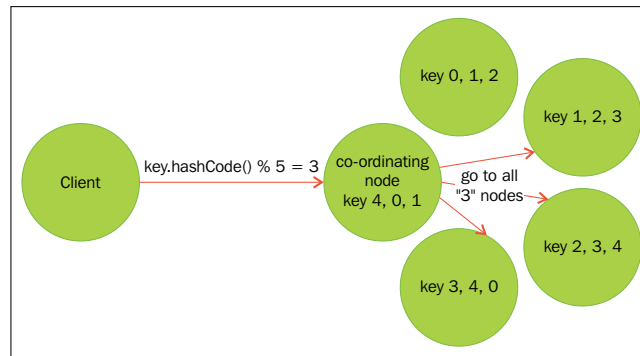 Client
key.hashCode() % 5 = 3
co-ordinating
node
key 4, 0, 1
key 0, 1, 2
key 1, 2, 3
go to all
"3" nodes
key 2, 3, 4
key 3, 4, 0